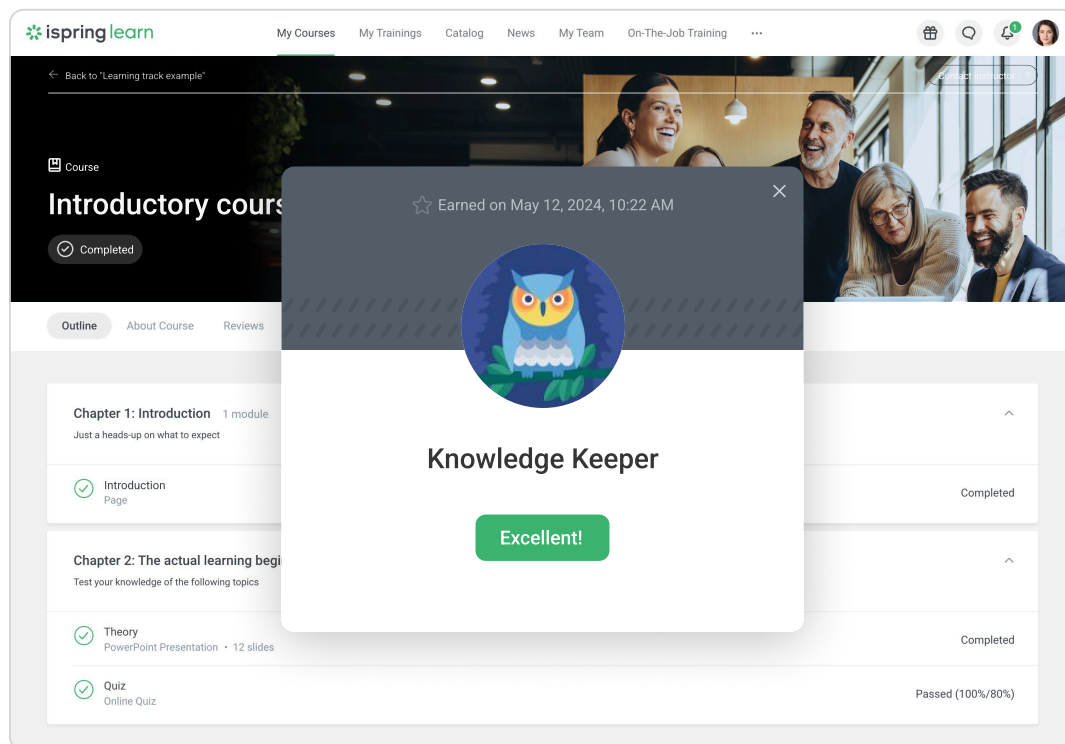 ispring learn
My Courses
My Trainings
Catalog
News
My Team
On-The-Job Training
1
Back to "Learning track example"
Contact instructor
Course
Introductory cours
Completed
Earned on May 12, 2024, 10:22 AM
Outline
About Course
Reviews
Knowledge Keeper
Excellent!
Chapter 1: Introduction 1 module
Just a heads-up on what to expect
Introduction
Page
Completed
Chapter 2: The actual learning begi
Test your knowledge of the following topics
Theory
PowerPoint Presentation • 12 slides
Completed
Quiz
Online Quiz
Passed (100%/80%)